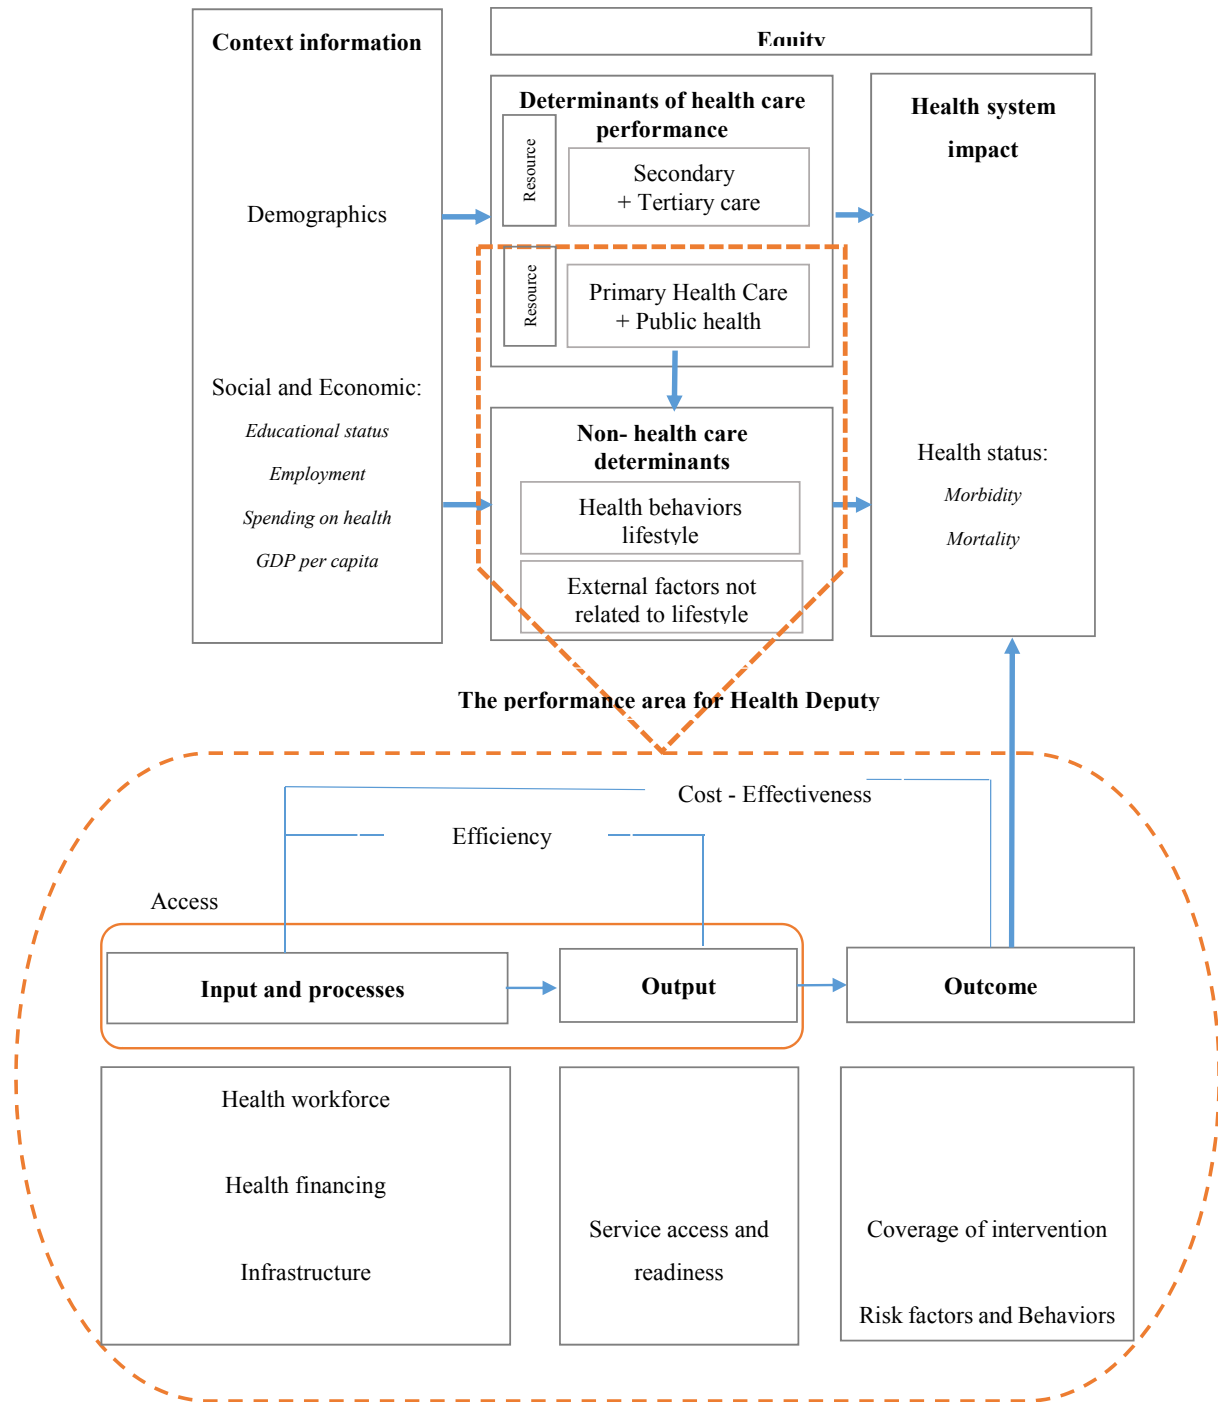 Context information
Demographics
Social and Economic:
Educational status
Employment
Spending on health
GDP per capita
Equity
Determinants of health care
performance
Resource
Secondary
+ Tertiary care
Resource
Primary Health Care
+ Public health
Non- health care
determinants
Health behaviors
lifestyle
External factors not
related to lifestyle
Health system
impact
Health status:
Morbidity
Mortality
The performance area for Health Deputy
Cost - Effectiveness
Efficiency
Access
Input and processes
Output
Outcome
Health workforce
Health financing
Infrastructure
Service access and
readiness
Coverage of intervention
Risk factors and Behaviors